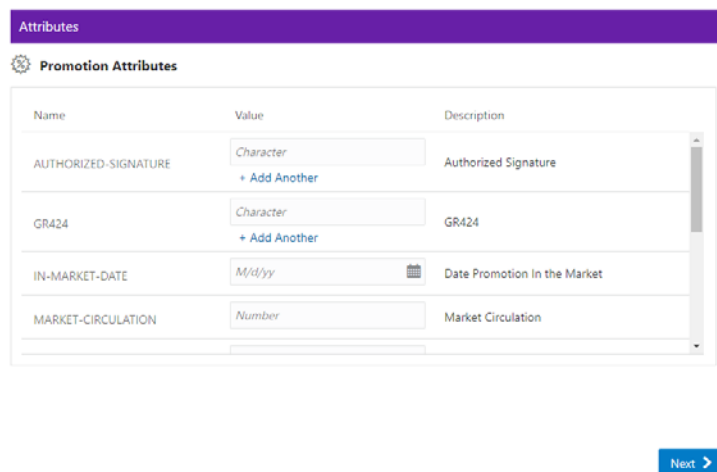 Attributes
Promotion Attributes
Name Value Description
AUTHORIZED-SIGNATURE Character Authorized Signature
+ Add Another
GR424 Character GR424
+ Add Another
IN-MARKET-DATE M/d/yy Date Promotion In the Market
MARKET-CIRCULATION Number Market Circulation
Next